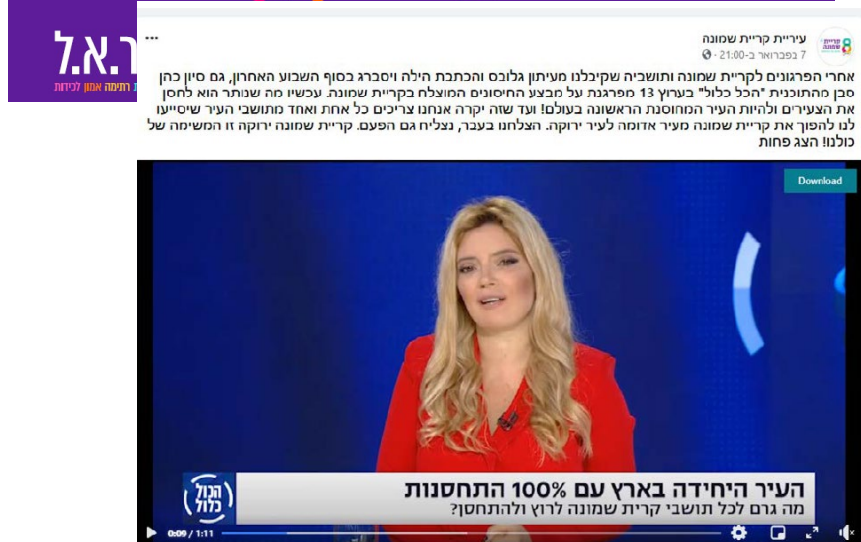 ר.א.ל
רתימה אמון לכידות
עיריית קריית שמונה
7 בפברואר ב-21:00
קריית שמונה 8
אחרי הפרגונים לקריית שמונה ותושביה שקיבלנו מעיתון גלובס והכתבת הילה ויסברג בסוף השבוע האחרון, גם סיון כהן
סבן מהתוכנית "הכל כלול" בערוץ 13 מפרגנת על מבצע החיסונים המוצלח בקריית שמונה. עכשיו מה שנותר הוא לחסן
את הצעירים ולהיות העיר המחוסנת הראשונה בעולם! ועד שזה יקרה אנחנו צריכים כל אחת ואחד מתושבי העיר שיסייעו
לנו להפוך את קריית שמונה מעיר אדומה לעיר ירוקה. הצלחנו בעבר, נצליח גם הפעם. קריית שמונה ירוקה זו המשימה של
כולנו! הצג פחות
Download
העיר היחידה בארץ עם 100% התחסנות
מה גרם לכל תושבי קרית שמונה לרוץ ולהתחסן?
הכול כלול
0:09 / 1:11